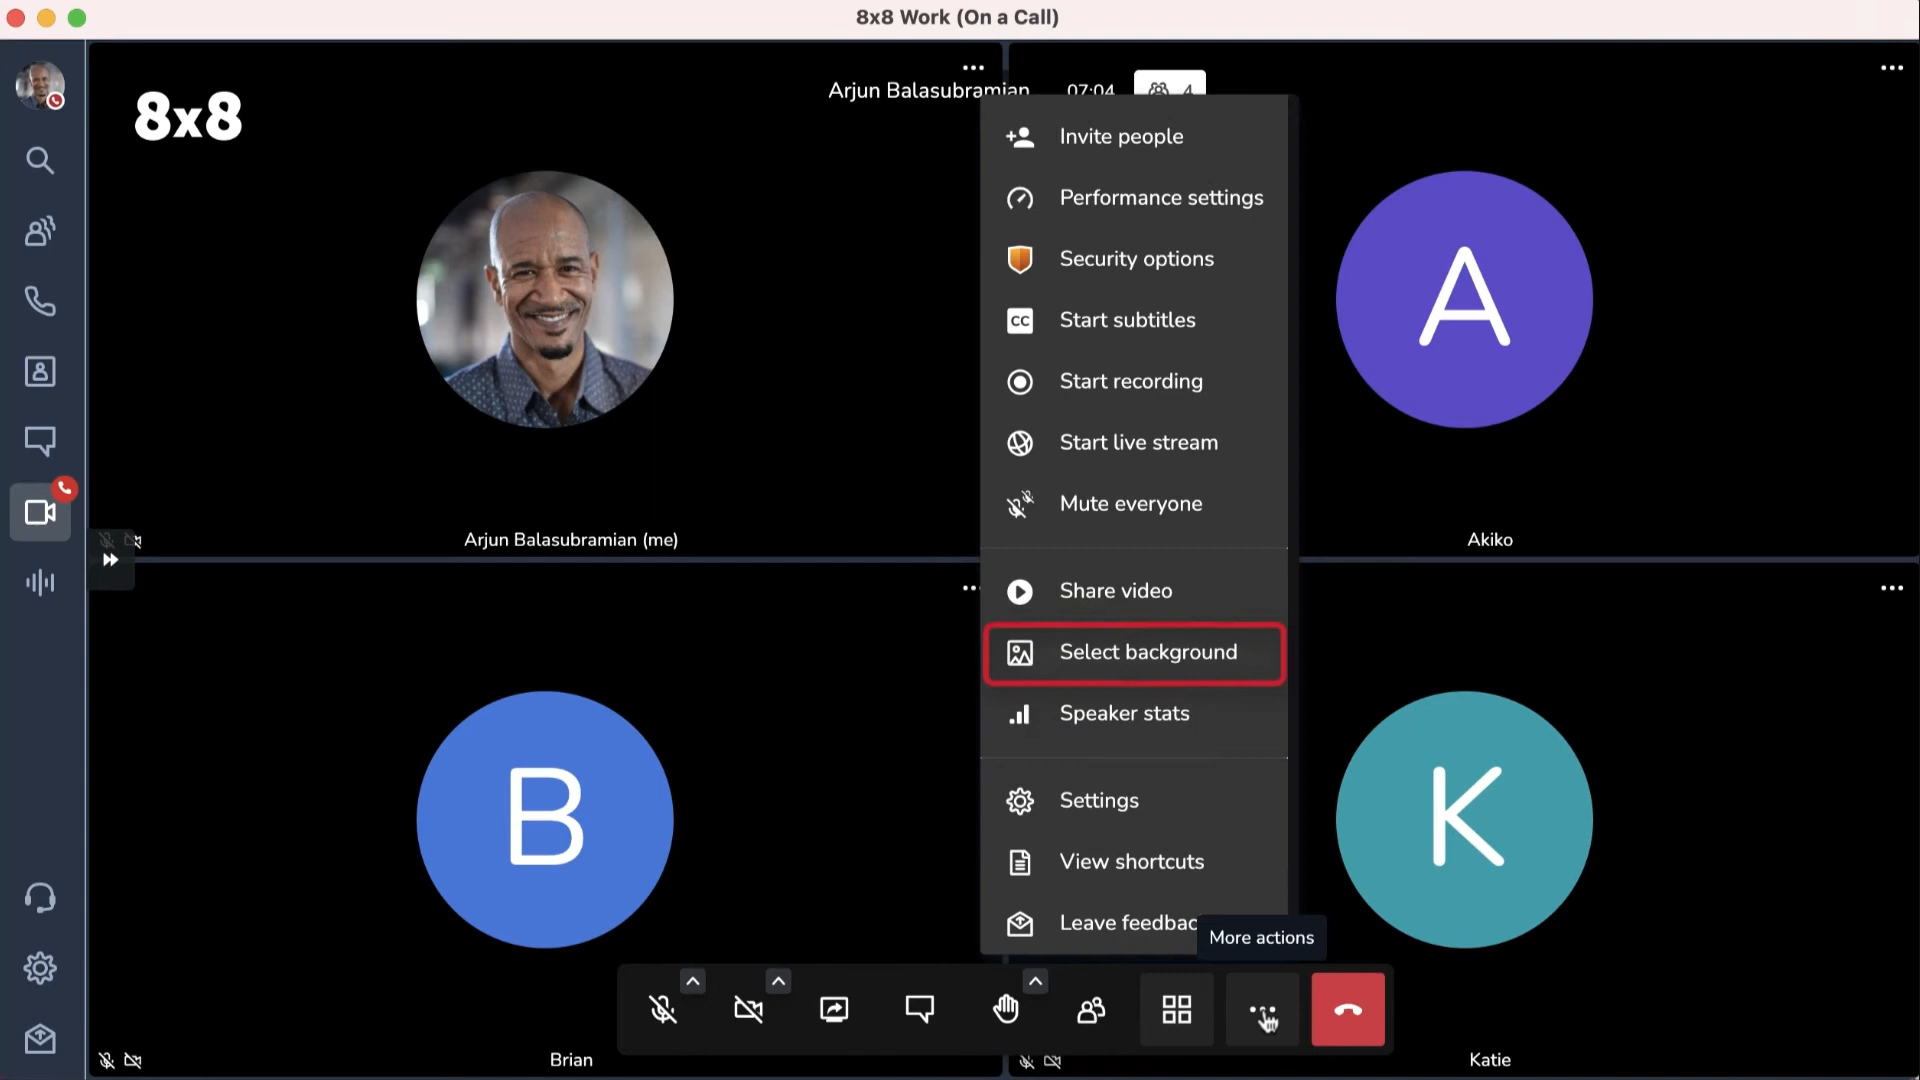 8x8 Work (On a Call)
8x8
Arjun Balasubramian 07:04 4
Invite people
Performance settings
Security options
CC Start subtitles
Start recording
Start live stream
Mute everyone
Share video
Select background
Speaker stats
Settings
View shortcuts
Leave feedbac
More actions
Arjun Balasubramian (me)
A
Akiko
B
Brian
K
Katie